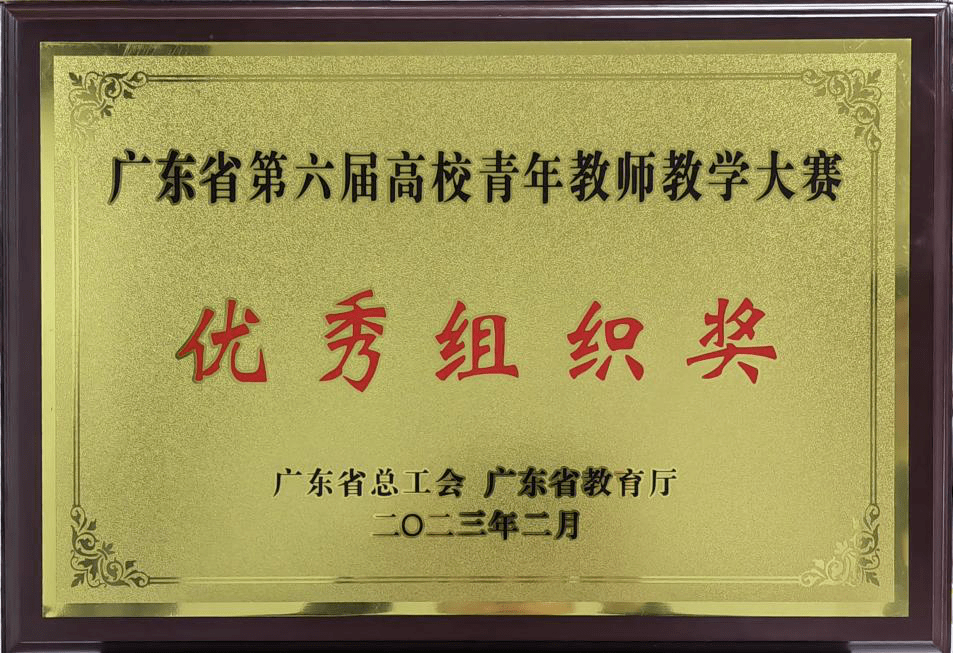 广东省第六届高校青年教师教学大赛
优秀组织奖
广东省总工会 广东省教育厅
二〇二三年二月